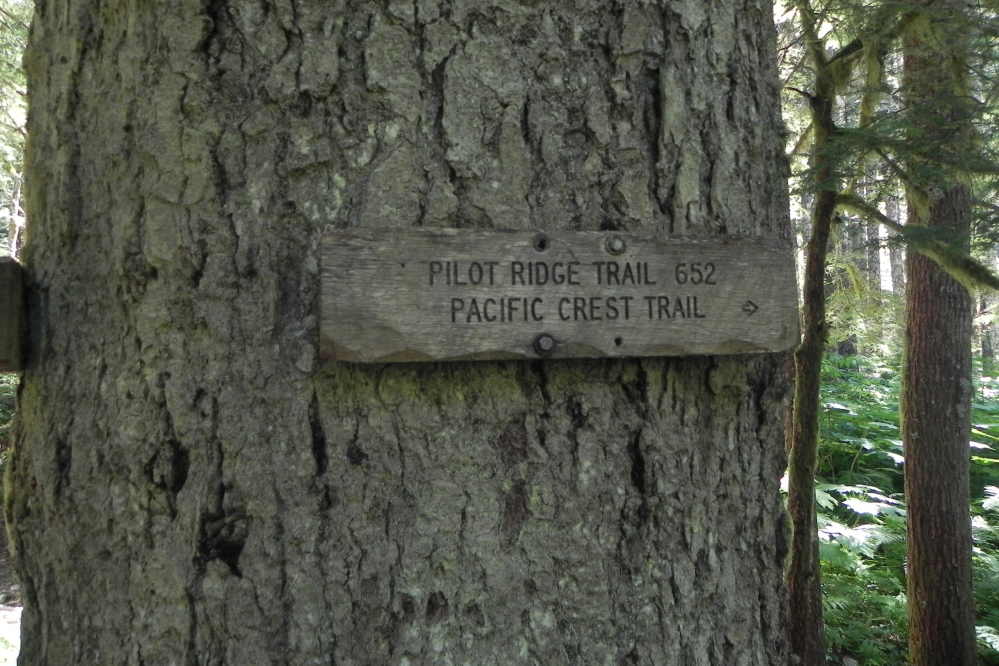 PILOT RIDGE TRAIL 652
PACIFIC CREST TRAIL →